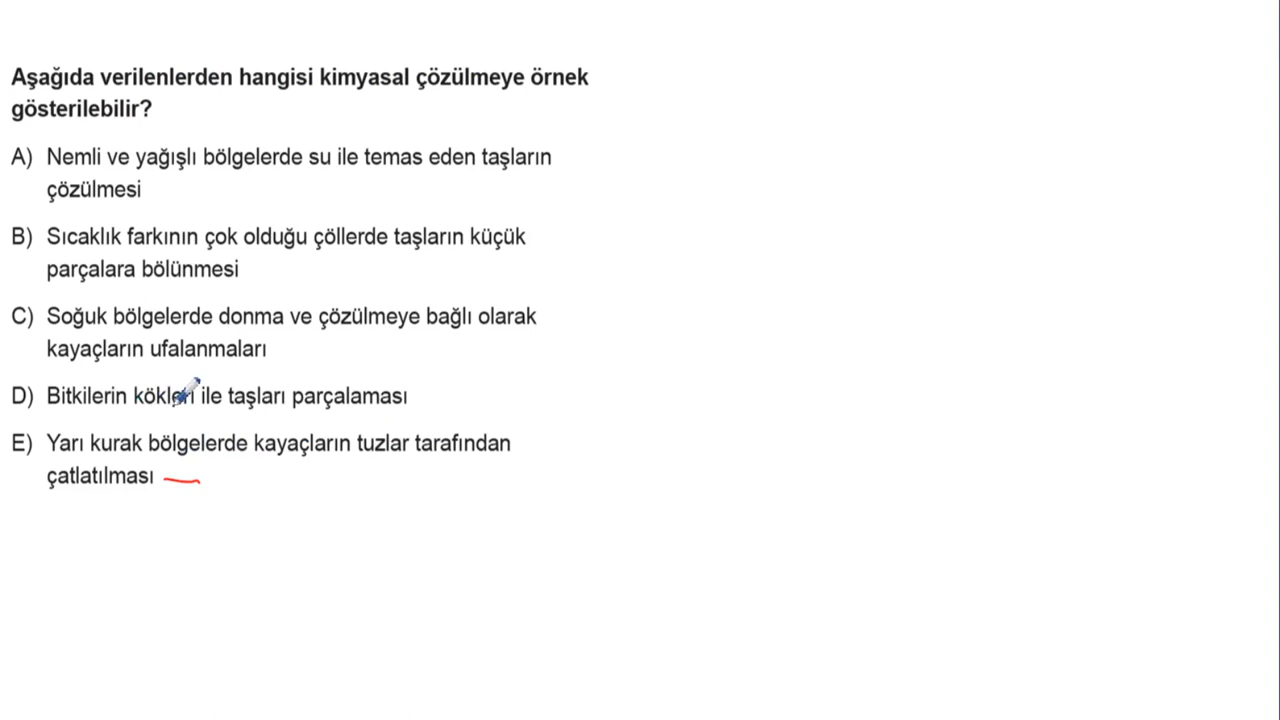 Aşağıda verilenlerden hangisi kimyasal çözülmeye örnek
gösterilebilir?
A) Nemli ve yağışlı bölgelerde su ile temas eden taşların
çözülmesi
B) Sıcaklık farkının çok olduğu çöllerde taşların küçük
parçalara bölünmesi
C) Soğuk bölgelerde donma ve çözülmeye bağlı olarak
kayaçların ufalanmaları
D) Bitkilerin kökleri ile taşları parçalaması
E) Yarı kurak bölgelerde kayaçların tuzlar tarafından
çatlatılması